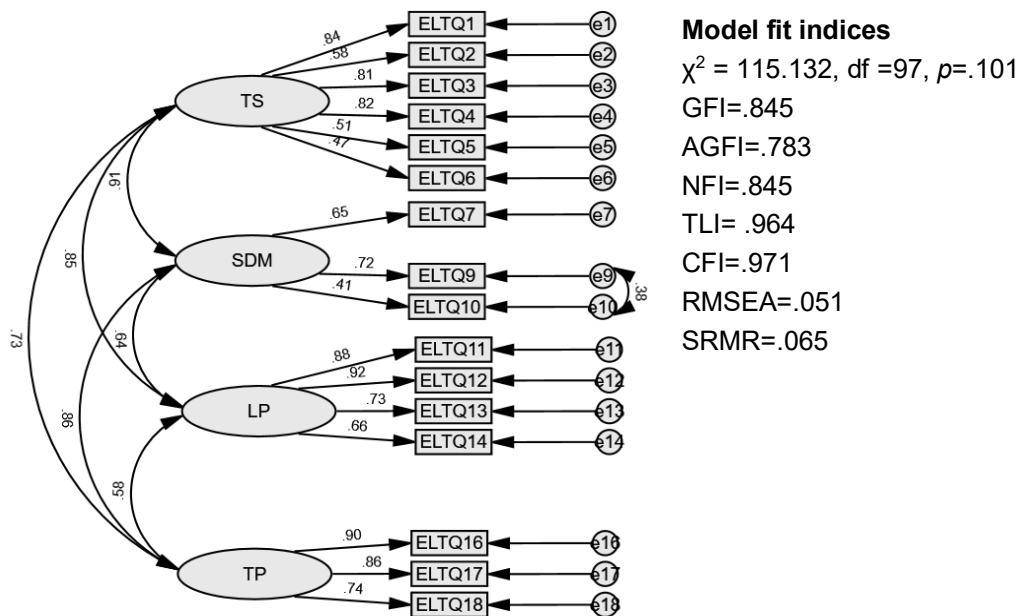 ELTQ1
ELTQ2
ELTQ3
ELTQ4
ELTQ5
ELTQ6
ELTQ7
ELTQ9
ELTQ10
ELTQ11
ELTQ12
ELTQ13
ELTQ14
ELTQ16
ELTQ17
ELTQ18
e1
e2
e3
e4
e5
e6
e7
e9
e10
e11
e12
e13
e14
e16
e17
e18
TS
SDM
LP
TP
.84
.58
.81
.82
.51
.47
.65
.72
.41
.88
.92
.73
.66
.90
.86
.74
.91
.85
.73
.64
.86
.58
.38
Model fit indices
χ² = 115.132, df =97, p=.101
GFI=.845
AGFI=.783
NFI=.845
TLI= .964
CFI=.971
RMSEA=.051
SRMR=.065